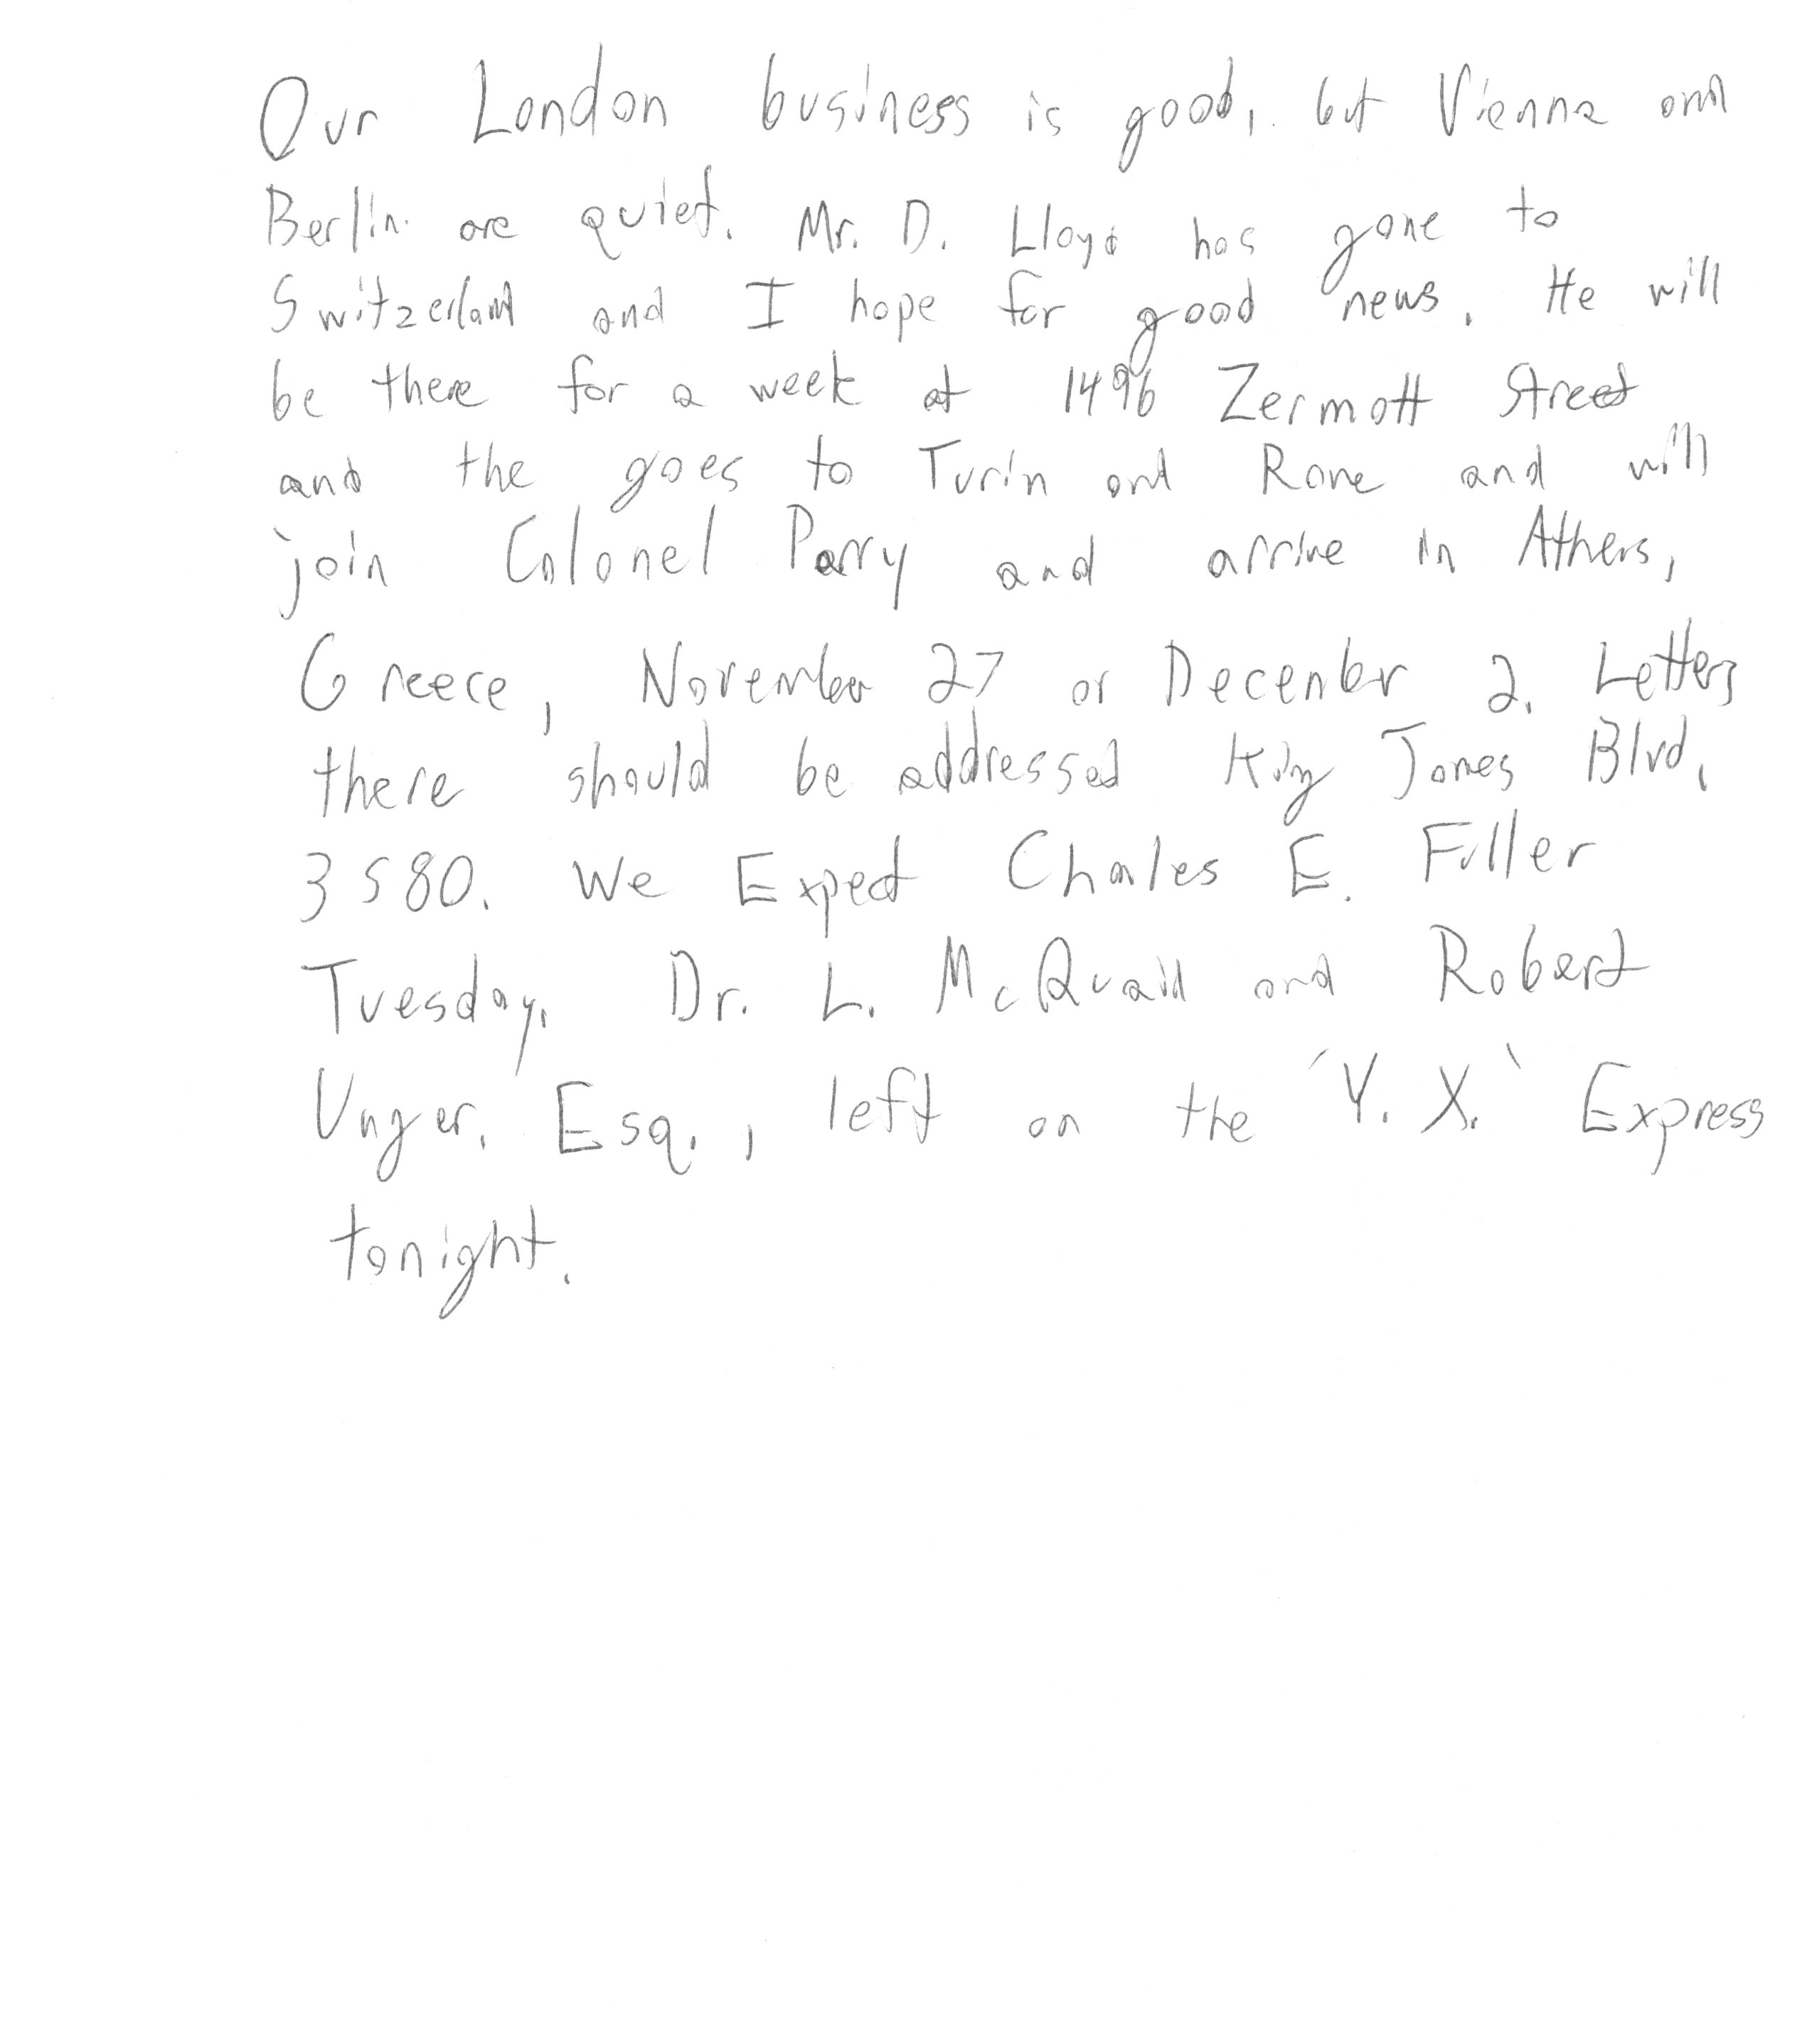 Our London business is good, but Vienna and
Berlin are quiet. Mr. D. Lloyd has gone to
Switzerland and I hope for good news. He will
be there for a week at 1496 Zermott Street
and the goes to Turin and Rome and will
join Colonel Parry and arrive in Athens,
Greece, November 27 or December 2. Letters
there should be addressed King James Blvd,
3580. We Expect Charles E. Fuller
Tuesday, Dr. L. McQuaid and Robert
Unger, Esq., left on the 'Y. X.' Express
tonight.